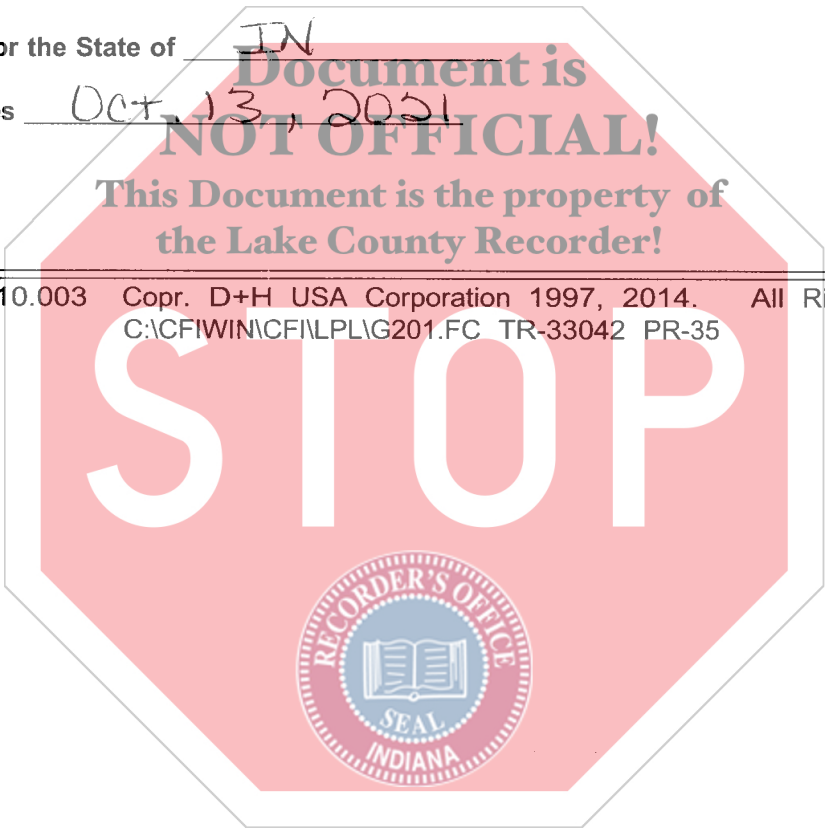 or the State of IN
Document is
es Oct 13, 2021
NOT OFFICIAL!
This Document is the property of
the Lake County Recorder!
10.003 Copr. D+H USA Corporation 1997, 2014. All Ri
C:\CFIWIN\CFI\LPL\G201.FC TR-33042 PR-35
STOP
RECORDER'S OFFICE
SEAL
INDIANA